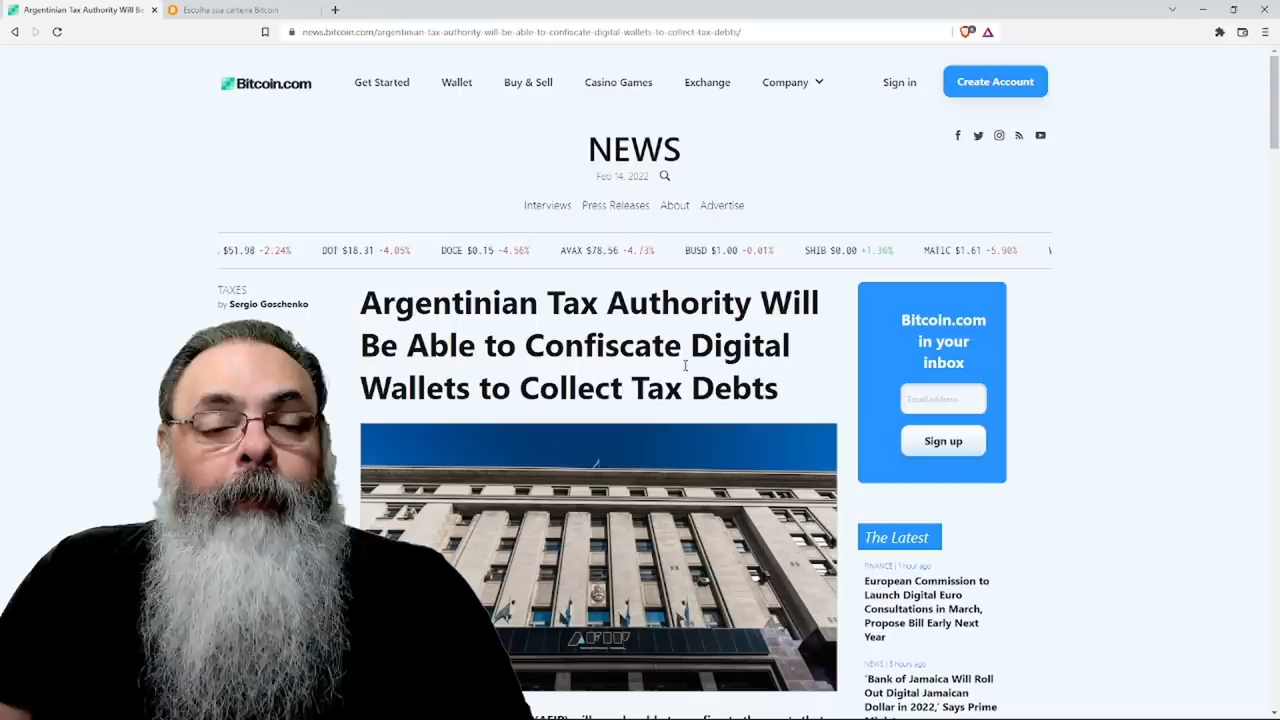 Argentinian Tax Authority Will Be
Escolha sua carteira Bitcoin
news.bitcoin.com/argentinian-tax-authority-will-be-able-to-confiscate-digital-wallets-to-collect-tax-debts/
Bitcoin.com
Get Started
Wallet
Buy & Sell
Casino Games
Exchange
Company
Sign in
Create Account
NEWS
Feb 14, 2022
Interviews
Press Releases
About
Advertise
. $51.98 -2.24%
DOT $18.31 -4.05%
DOGE $0.15 -4.56%
AVAX $78.56 -4.73%
BUSD $1.00 -0.01%
SHIB $0.00 +1.36%
MATIC $1.61 -5.90%
TAXES
by Sergio Goschenko
Argentinian Tax Authority Will
Be Able to Confiscate Digital
Wallets to Collect Tax Debts
AFIP
Bitcoin.com
in your
inbox
Email address
Sign up
The Latest
FINANCE | 1 hour ago
European Commission to
Launch Digital Euro
Consultations in March,
Propose Bill Early Next
Year
NEWS | 3 hours ago
'Bank of Jamaica Will Roll
Out Digital Jamaican
Dollar in 2022,' Says Prime